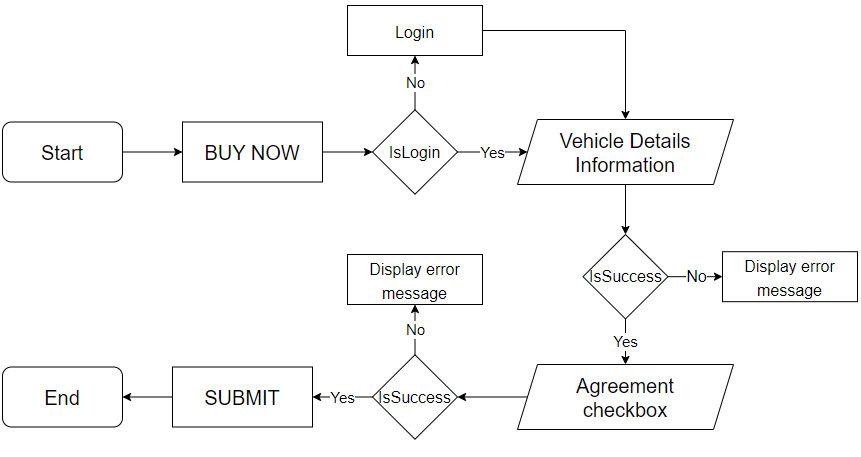 Login
No
Start
BUY NOW
IsLogin
Yes
Vehicle Details
Information
Display error
message
IsSuccess
No
Display error
message
No
Yes
End
SUBMIT
Yes
IsSuccess
Agreement
checkbox